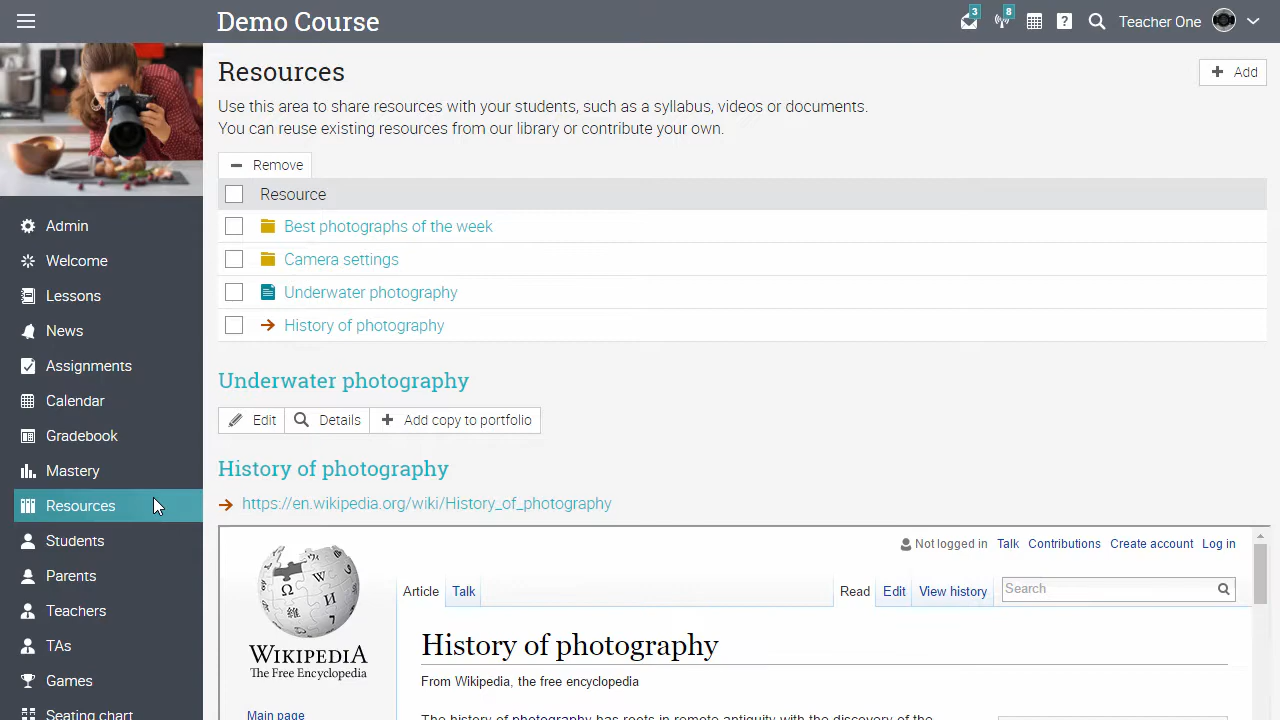 Demo Course
3
8
?
Teacher One
Resources
+ Add
Use this area to share resources with your students, such as a syllabus, videos or documents.
You can reuse existing resources from our library or contribute your own.
Remove
Resource
Best photographs of the week
Camera settings
Underwater photography
History of photography
Underwater photography
Edit
Details
+ Add copy to portfolio
History of photography
https://en.wikipedia.org/wiki/History_of_photography
Admin
Welcome
Lessons
News
Assignments
Calendar
Gradebook
Mastery
Resources
Students
Parents
Teachers
TAs
Games
Seating chart
Not logged in Talk Contributions Create account Log in
Article Talk Read Edit View history Search
WIKIPEDIA
The Free Encyclopedia
Main page
History of photography
From Wikipedia, the free encyclopedia
The history of photography has roots in remote antiquity with the discovery of the